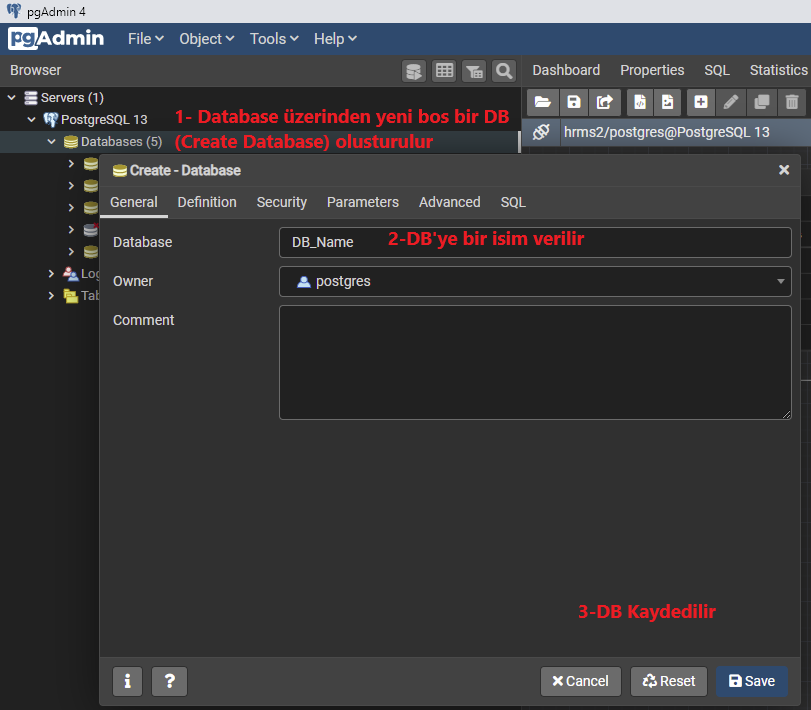 pgAdmin 4
pgAdmin File Object Tools Help
Browser
Dashboard Properties SQL Statistics
Servers (1)
PostgreSQL 13
1- Database üzerinden yeni bos bir DB
(Create Database) olusturulur
Databases (5)
hrms2/postgres@PostgreSQL 13
Create - Database
General Definition Security Parameters Advanced SQL
Database
DB_Name
2-DB'ye bir isim verilir
Log
Owner
postgres
Tab
Comment
3-DB Kaydedilir
i ? Cancel Reset Save